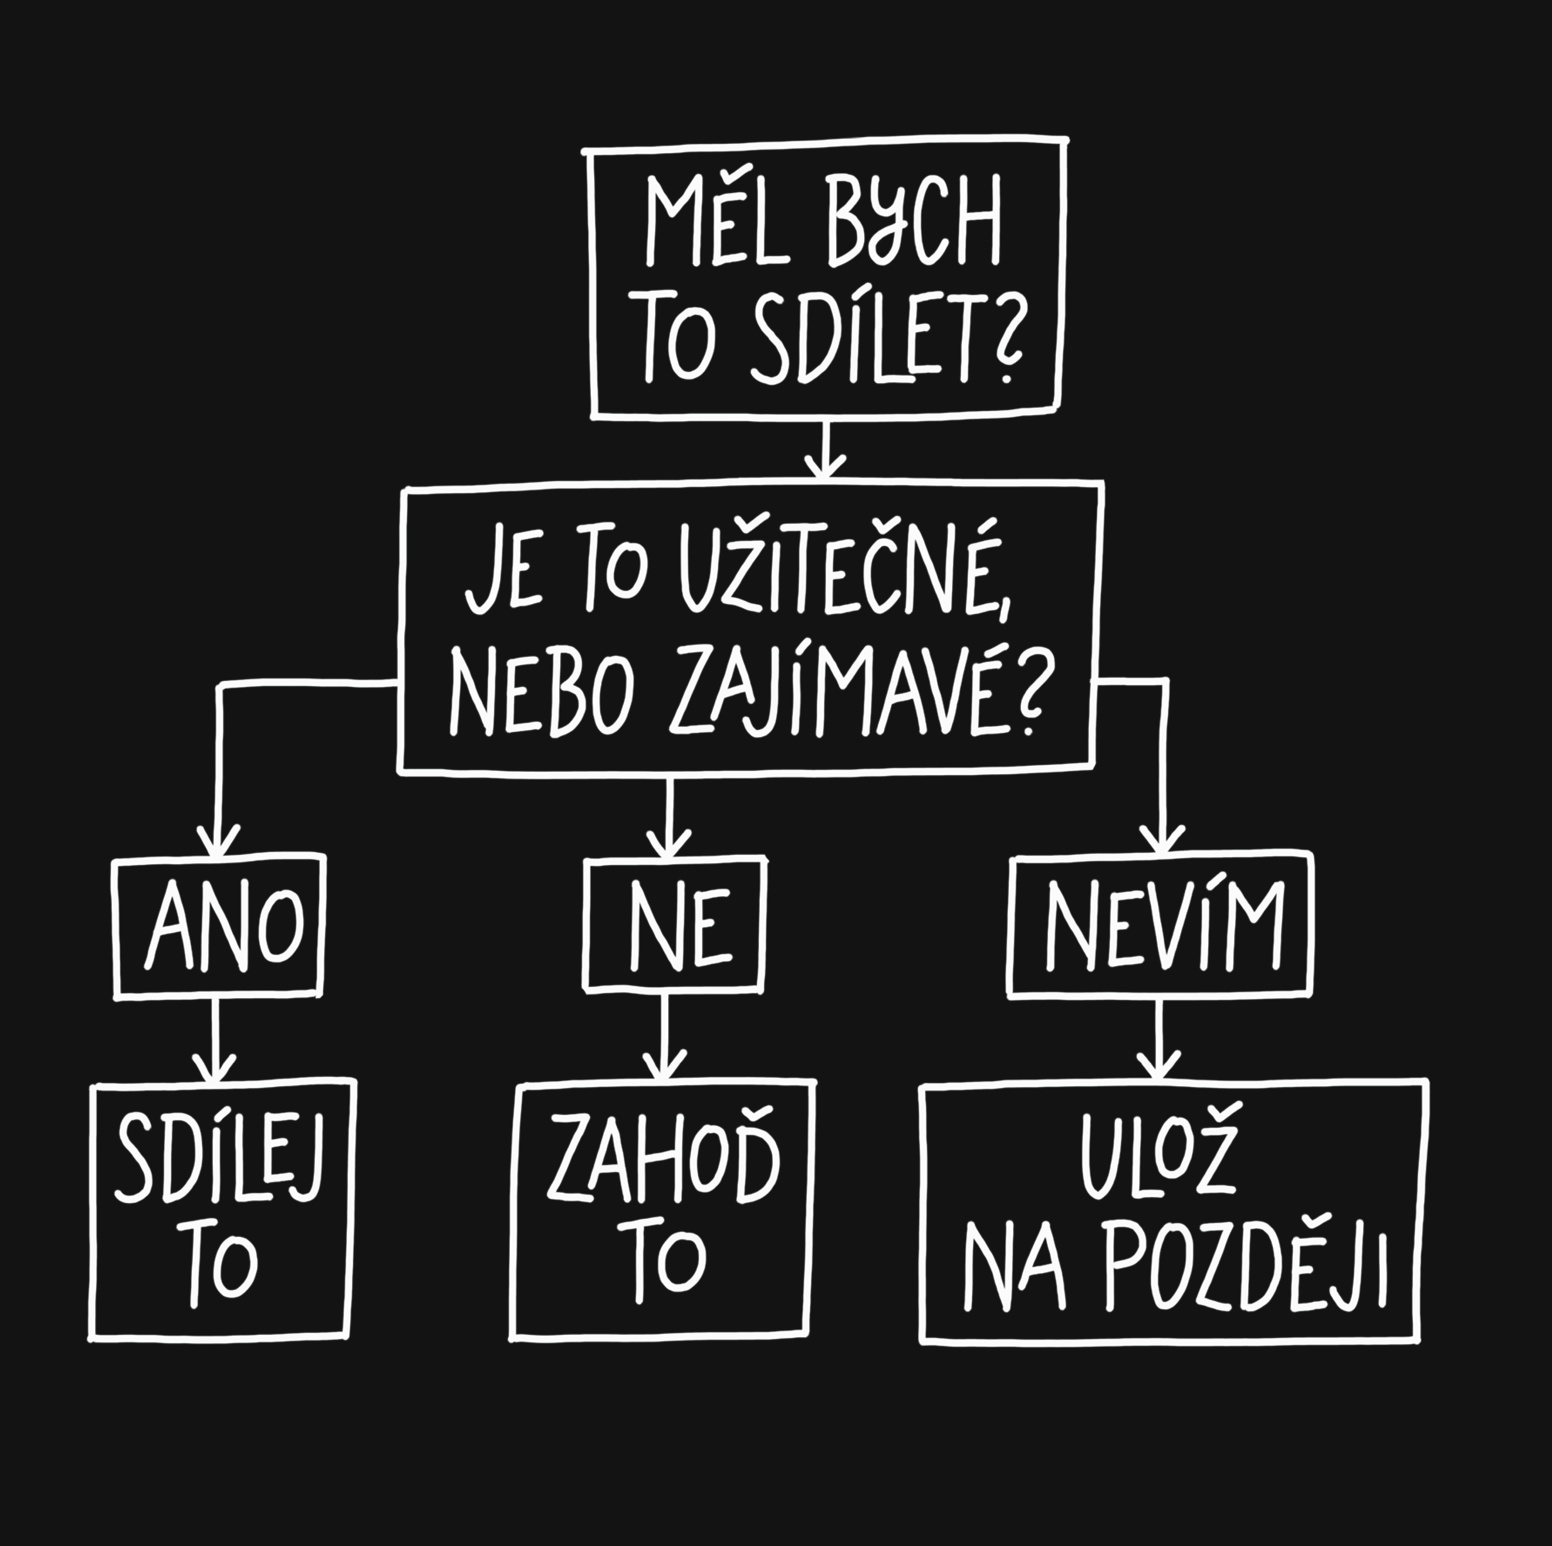 MĚL BYCH
TO SDÍLET?
JE TO UŽITEČNÉ,
NEBO ZAJÍMAVÉ?
ANO
NE
NEVÍM
SDÍLEJ
TO
ZAHOĎ
TO
ULOŽ
NA POZDĚJI